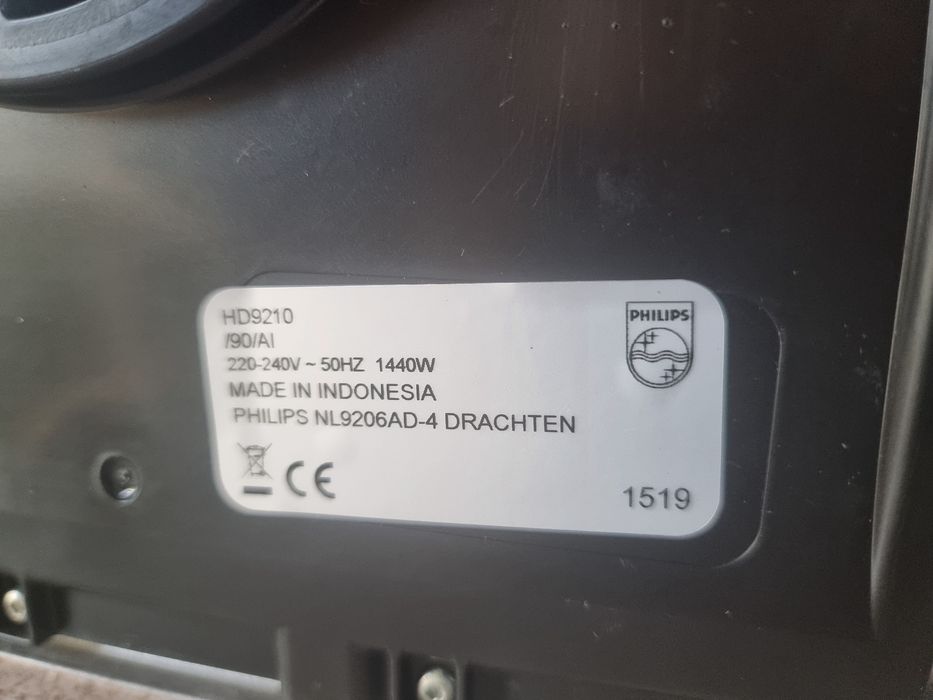 HD9210
/90/AI
220-240V ~ 50HZ 1440W
MADE IN INDONESIA
PHILIPS NL9206AD-4 DRACHTEN
CE
PHILIPS
1519